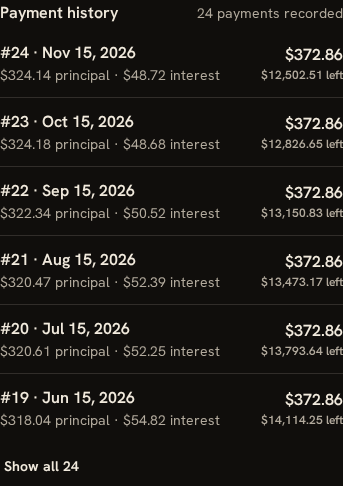 Payment history 24 payments recorded
#24 · Nov 15, 2026 $372.86
$324.14 principal · $48.72 interest $12,502.51 left
#23 · Oct 15, 2026 $372.86
$324.18 principal · $48.68 interest $12,826.65 left
#22 · Sep 15, 2026 $372.86
$322.34 principal · $50.52 interest $13,150.83 left
#21 · Aug 15, 2026 $372.86
$320.47 principal · $52.39 interest $13,473.17 left
#20 · Jul 15, 2026 $372.86
$320.61 principal · $52.25 interest $13,793.64 left
#19 · Jun 15, 2026 $372.86
$318.04 principal · $54.82 interest $14,114.25 left
Show all 24